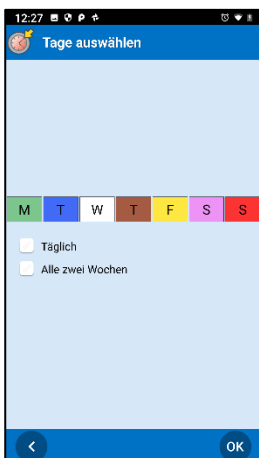 12:27
Tage auswählen
M T W T F S S
Täglich
Alle zwei Wochen
OK